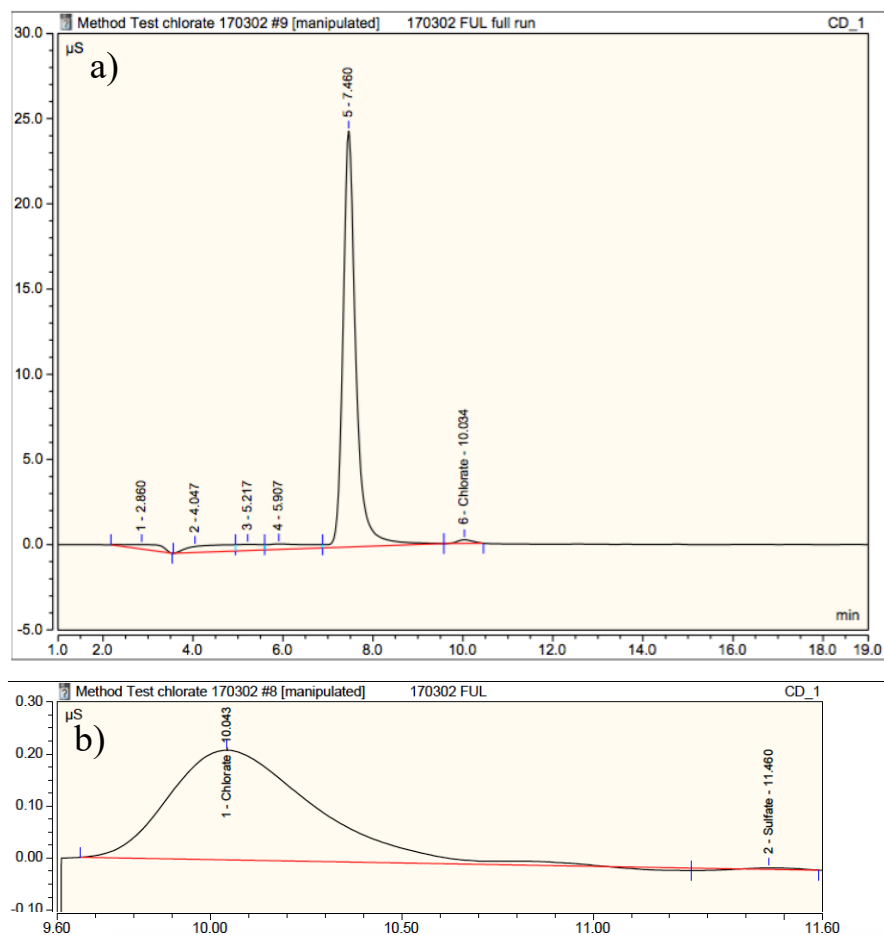 Method Test chlorate 170302 #9 [manipulated] 170302 FUL full run CD_1
30.0
µS
a)
25.0
20.0
15.0
10.0
5.0
0.0
-5.0
1 - 2.860
2 - 4.047
3 - 5.217
4 - 5.907
5 - 7.460
6 - Chlorate - 10.034
min
1.0 2.0 4.0 6.0 8.0 10.0 12.0 14.0 16.0 18.0 19.0
Method Test chlorate 170302 #8 [manipulated] 170302 FUL CD_1
0.30
µS
b)
0.20
0.10
0.00
-0.10
1 - Chlorate - 10.043
2 - Sulfate - 11.460
9.60 10.00 10.50 11.00 11.60